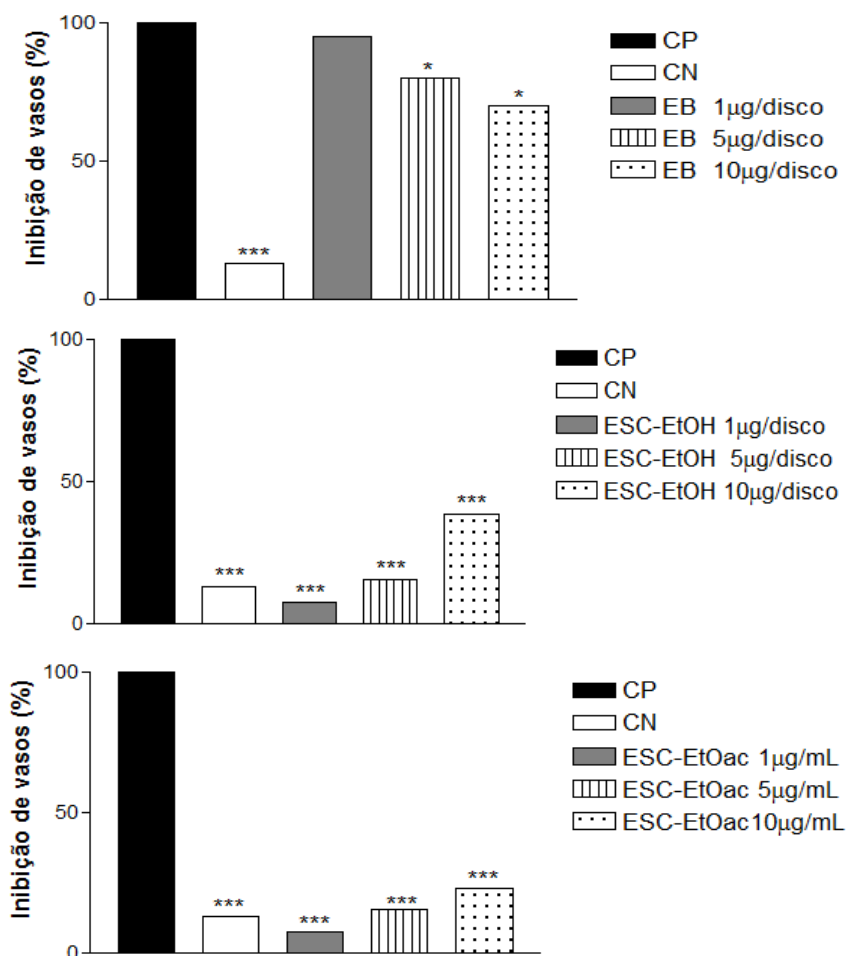 Inibição de vasos (%)
100
50
0
***
*
*
CP
CN
EB 1µg/disco
EB 5µg/disco
EB 10µg/disco
Inibição de vasos (%)
100
50
0
***
***
***
***
CP
CN
ESC-EtOH 1µg/disco
ESC-EtOH 5µg/disco
ESC-EtOH 10µg/disco
Inibição de vasos (%)
100
50
0
***
***
***
***
CP
CN
ESC-EtOac 1µg/mL
ESC-EtOac 5µg/mL
ESC-EtOac10µg/mL